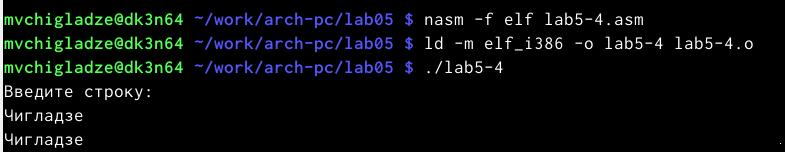 mvchigladze@dk3n64 ~/work/arch-pc/lab05 $ nasm -f elf lab5-4.asm
mvchigladze@dk3n64 ~/work/arch-pc/lab05 $ ld -m elf_i386 -o lab5-4 lab5-4.o
mvchigladze@dk3n64 ~/work/arch-pc/lab05 $ ./lab5-4
Введите строку:
Чигладзе
Чигладзе